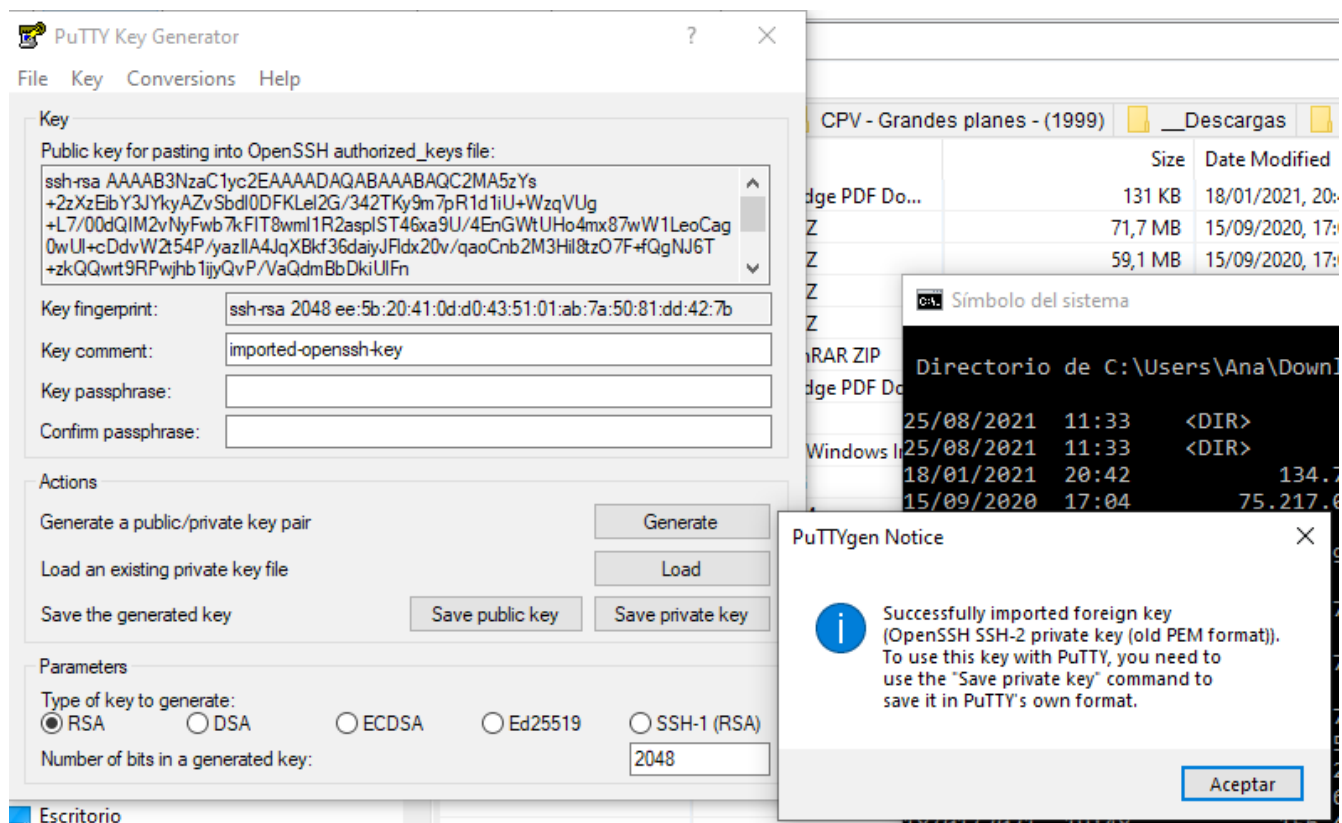 PuTTY Key Generator
?
File Key Conversions Help
Key
Public key for pasting into OpenSSH authorized_keys file:
ssh-rsa AAAAB3NzaC1yc2EAAAADAQABAAABAQC2MA5zYs
+2zXzEibY3JYkyAZvSbdl0DFKLel2G/342TKy9m7pR1d1iU+WzqVUg
+L7/00dQIM2vNyFwb7kFIT8wml1R2aspIST46xa9U/4EnGWtUHo4mx87wW1LeoCag
0wUl+cDdvW2t54P/yazlIA4JqXBkf36daiyJFldx20v/qaoCnb2M3Hil8tzO7F+fQgNJ6T
+zkQQwrt9RPwjhb1ijyQvP/VaQdmBbDkiUlFn
Key fingerprint: ssh-rsa 2048 ee:5b:20:41:0d:d0:43:51:01:ab:7a:50:81:dd:42:7b
Key comment: imported-openssh-key
Key passphrase:
Confirm passphrase:
Actions
Generate a public/private key pair Generate
Load an existing private key file Load
Save the generated key Save public key Save private key
Parameters
Type of key to generate:
RSA DSA ECDSA Ed25519 SSH-1 (RSA)
Number of bits in a generated key: 2048
Escritorio
CPV - Grandes planes - (1999) __Descargas
Size Date Modified
dge PDF Do... 131 KB 18/01/2021, 20:4
Z 71,7 MB 15/09/2020, 17:0
Z 59,1 MB 15/09/2020, 17:0
Z
Z
nRAR ZIP
dge PDF Do
Windows In
Símbolo del sistema
Directorio de C:\Users\Ana\Downl
25/08/2021 11:33 <DIR>
25/08/2021 11:33 <DIR>
18/01/2021 20:42 134.7
15/09/2020 17:04 75.217.0
PuTTYgen Notice
Successfully imported foreign key
(OpenSSH SSH-2 private key (old PEM format)).
To use this key with PuTTY, you need to
use the "Save private key" command to
save it in PuTTY's own format.
Aceptar